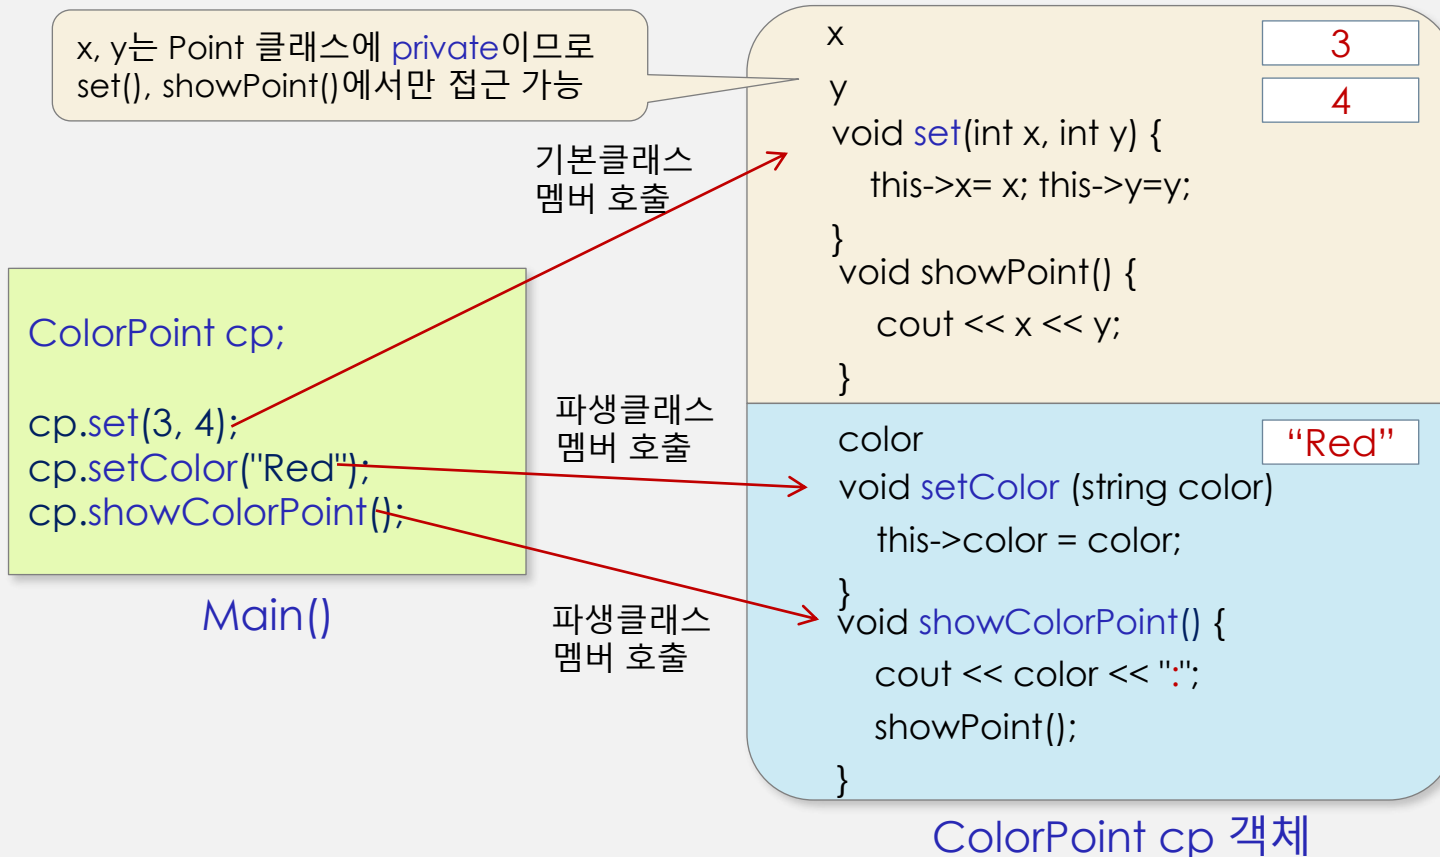 x, y는 Point 클래스에 private이므로
set(), showPoint()에서만 접근 가능
기본클래스
멤버 호출
ColorPoint cp;
cp.set(3, 4);
cp.setColor("Red");
cp.showColorPoint();
Main()
파생클래스
멤버 호출
파생클래스
멤버 호출
x 3
y 4
void set(int x, int y) {
this->x= x; this->y=y;
}
void showPoint() {
cout << x << y;
}
color “Red”
void setColor (string color)
this->color = color;
}
void showColorPoint() {
cout << color << ":";
showPoint();
}
ColorPoint cp 객체